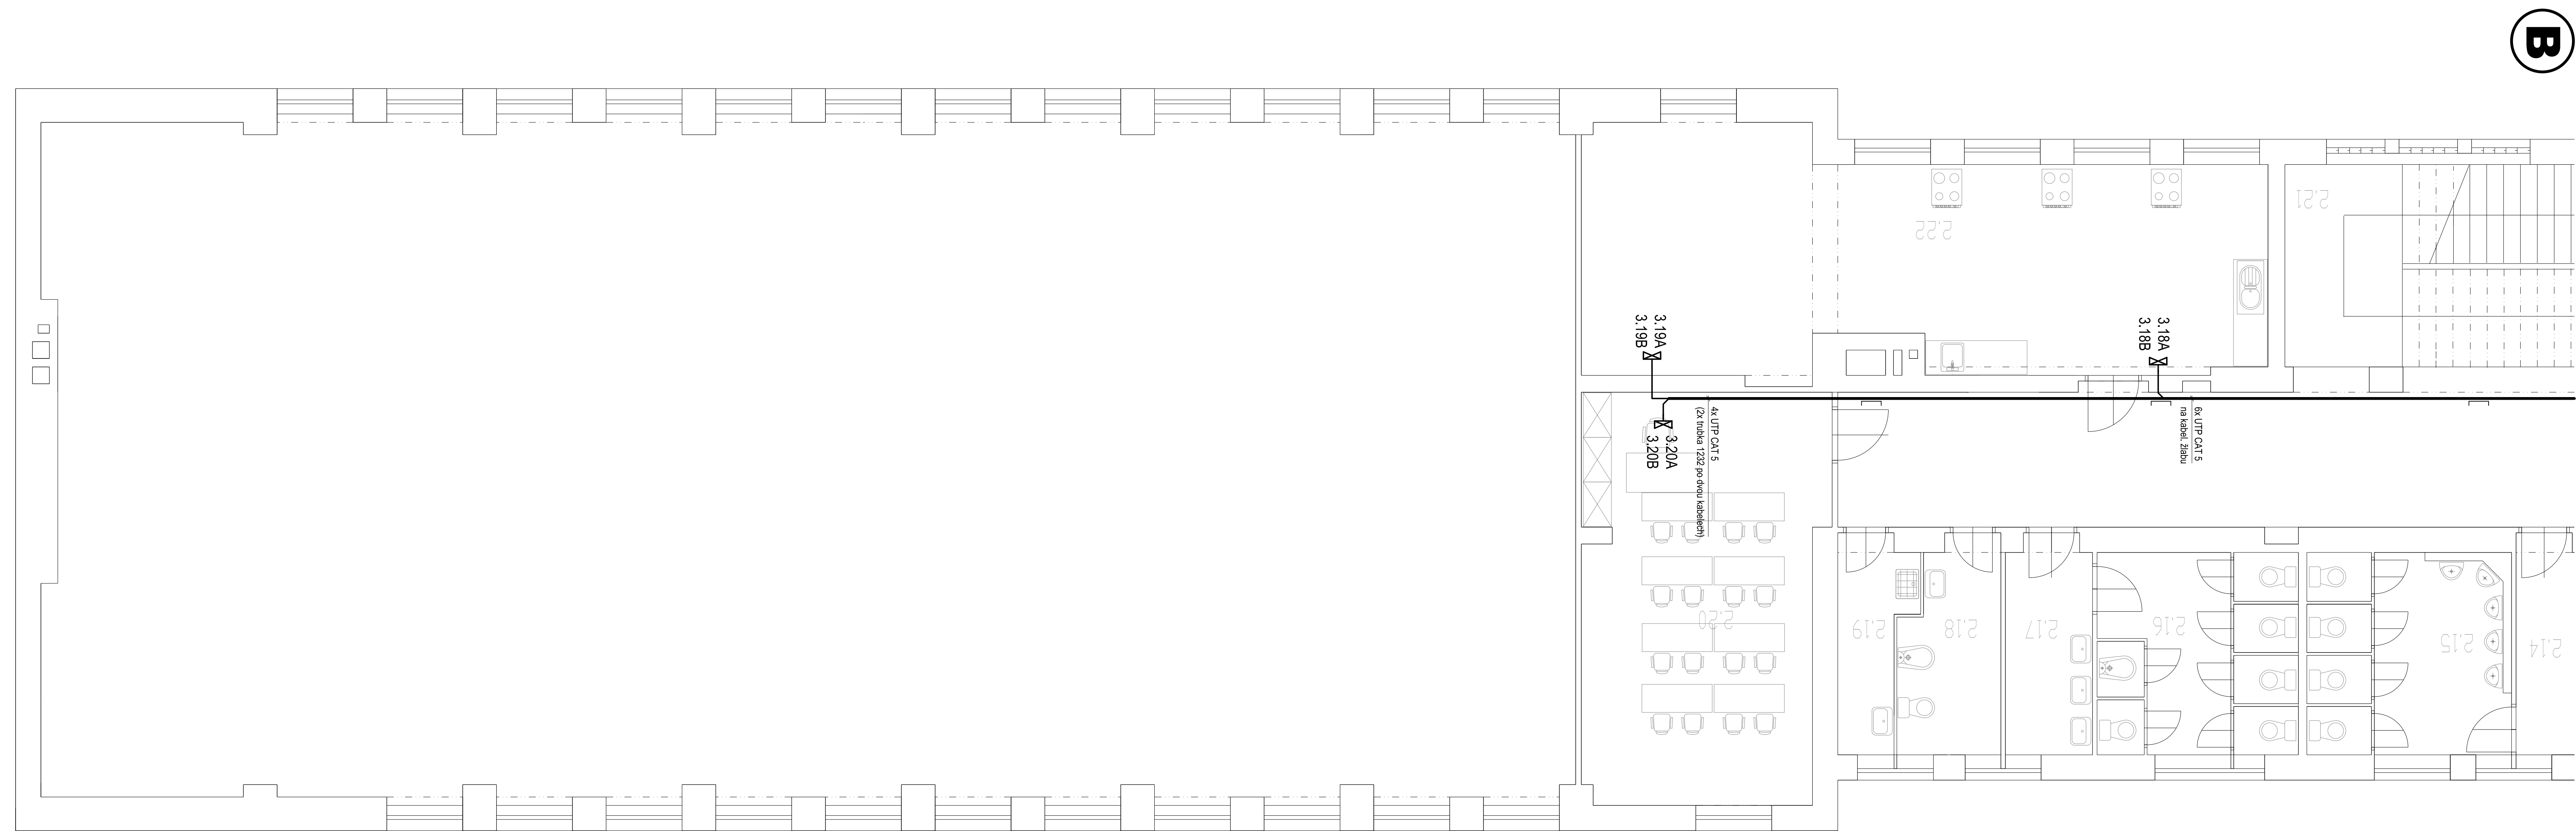 B
2.21
2.22
3.19A
3.19B
3.18A
3.18B
4x UTP CAT 5
(2x trubka 1232 po dvou kabelech)
6x UTP CAT 5
na kabel. žlabu
3.20A
3.20B
2.20
2.19
2.18
2.17
2.16
2.15
2.14